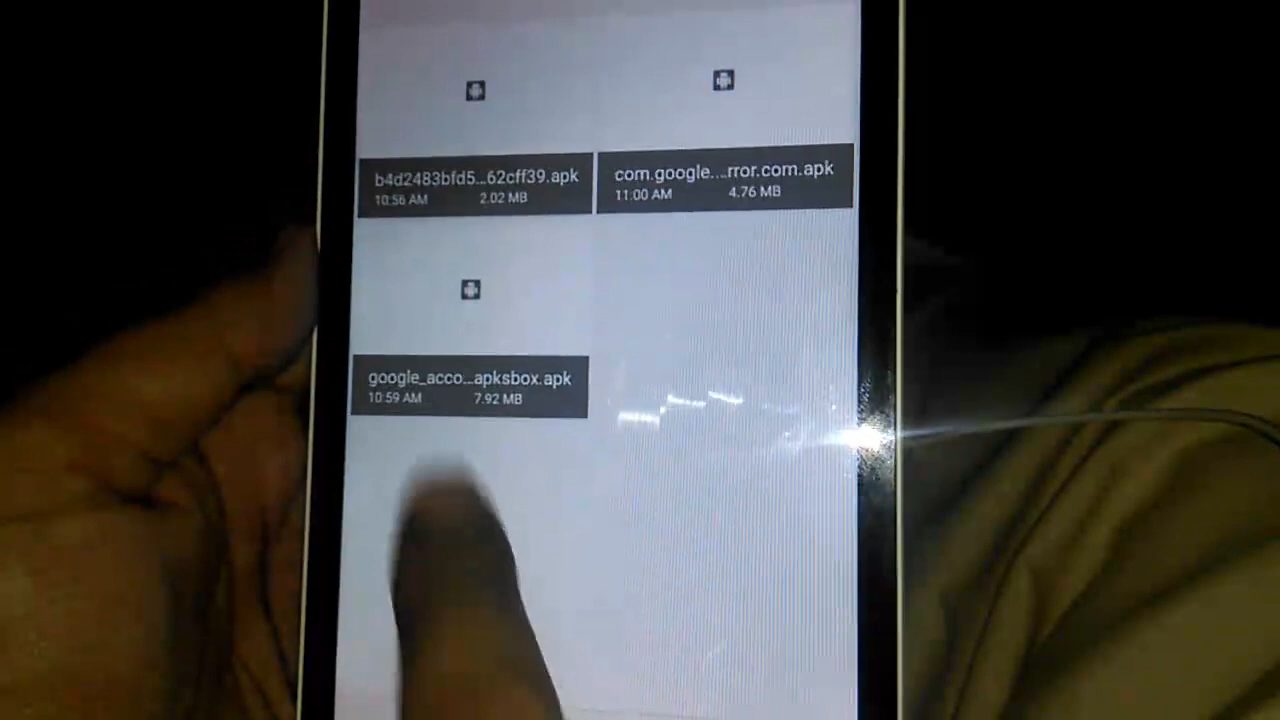 b4d2483bfd5...62cff39.apk
10:56 AM 2.02 MB
com.google....rror.com.apk
11:00 AM 4.76 MB
google_acco...apksbox.apk
10:59 AM 7.92 MB